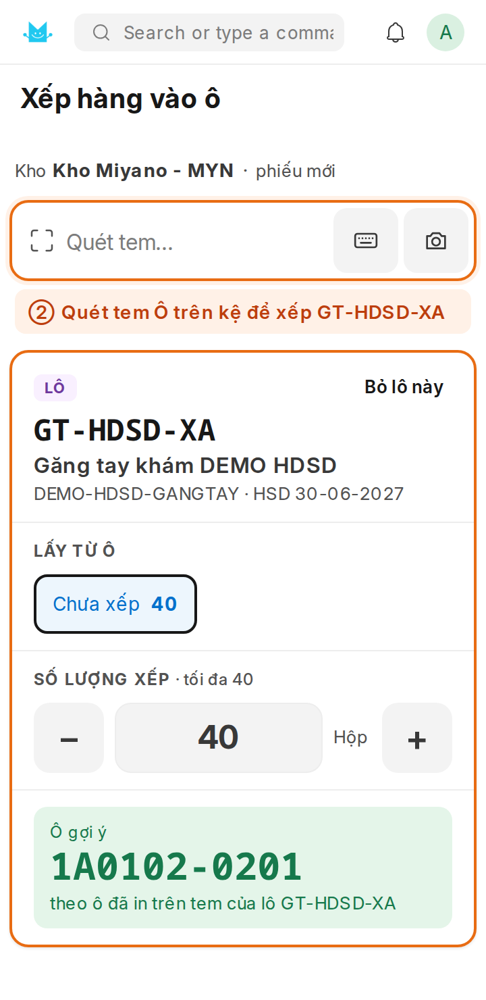 Search or type a comma
A
Xếp hàng vào ô
Kho Kho Miyano - MYN · phiếu mới
Quét tem...
② Quét tem Ô trên kệ để xếp GT-HDSD-XA
LÔ
Bỏ lô này
GT-HDSD-XA
Găng tay khám DEMO HDSD
DEMO-HDSD-GANGTAY · HSD 30-06-2027
LẤY TỪ Ô
Chưa xếp 40
SỐ LƯỢNG XẾP · tối đa 40
− 40 Hộp +
Ô gợi ý
1A0102-0201
theo ô đã in trên tem của lô GT-HDSD-XA